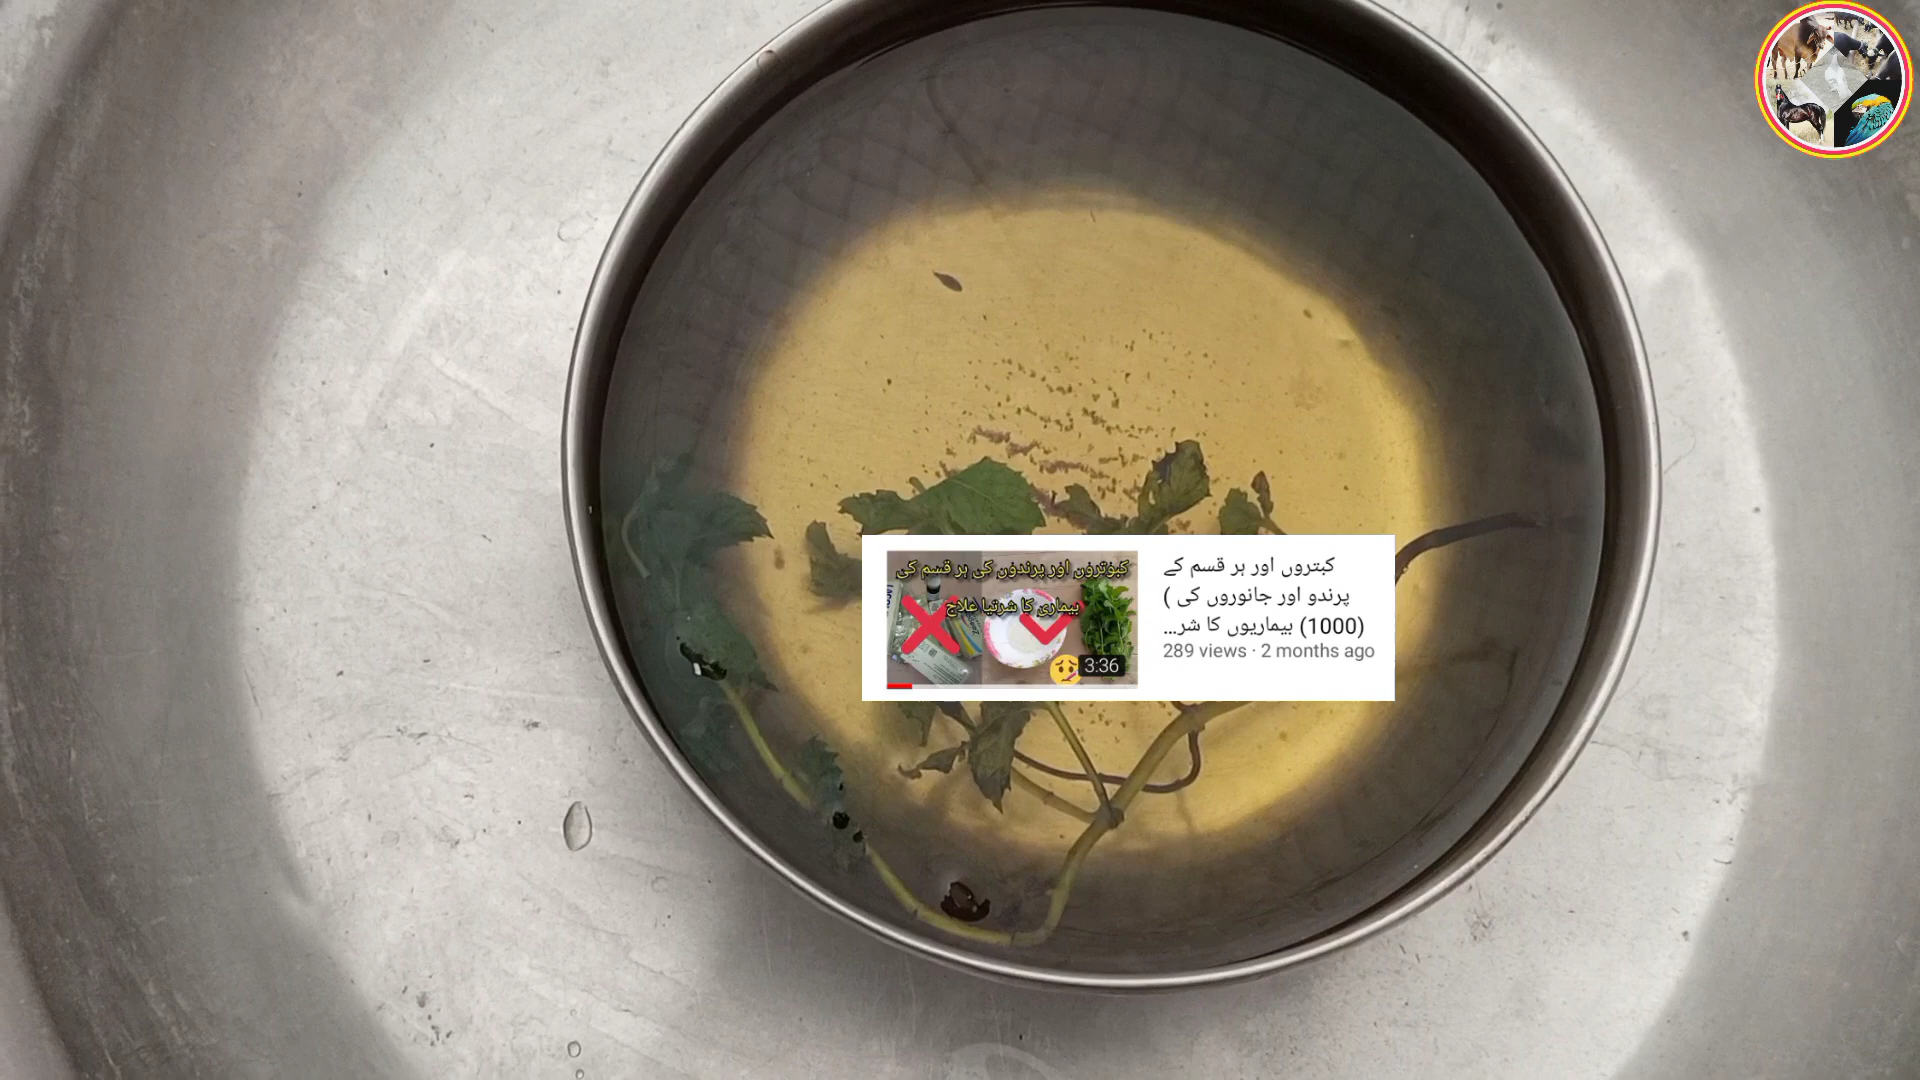 کبوتروں اور پرندوں کی ہر قسم کی
بیماری کا شرتیا علاج
3:36
کبتروں اور ہر قسم کے
پرندو اور جانوروں کی )
(1000) بیماریوں کا شر...
289 views · 2 months ago